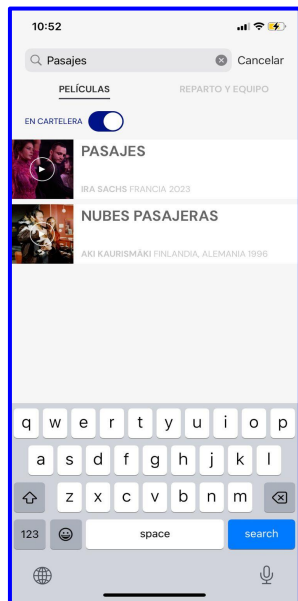 10:52
Pasajes
Cancelar
PELÍCULAS
REPARTO Y EQUIPO
EN CARTELERA
PASAJES
IRA SACHS FRANCIA 2023
NUBES PASAJERAS
AKI KAURISMÄKI FINLANDIA, ALEMANIA 1996
q w e r t y u i o p
a s d f g h j k l
z x c v b n m
123 space search